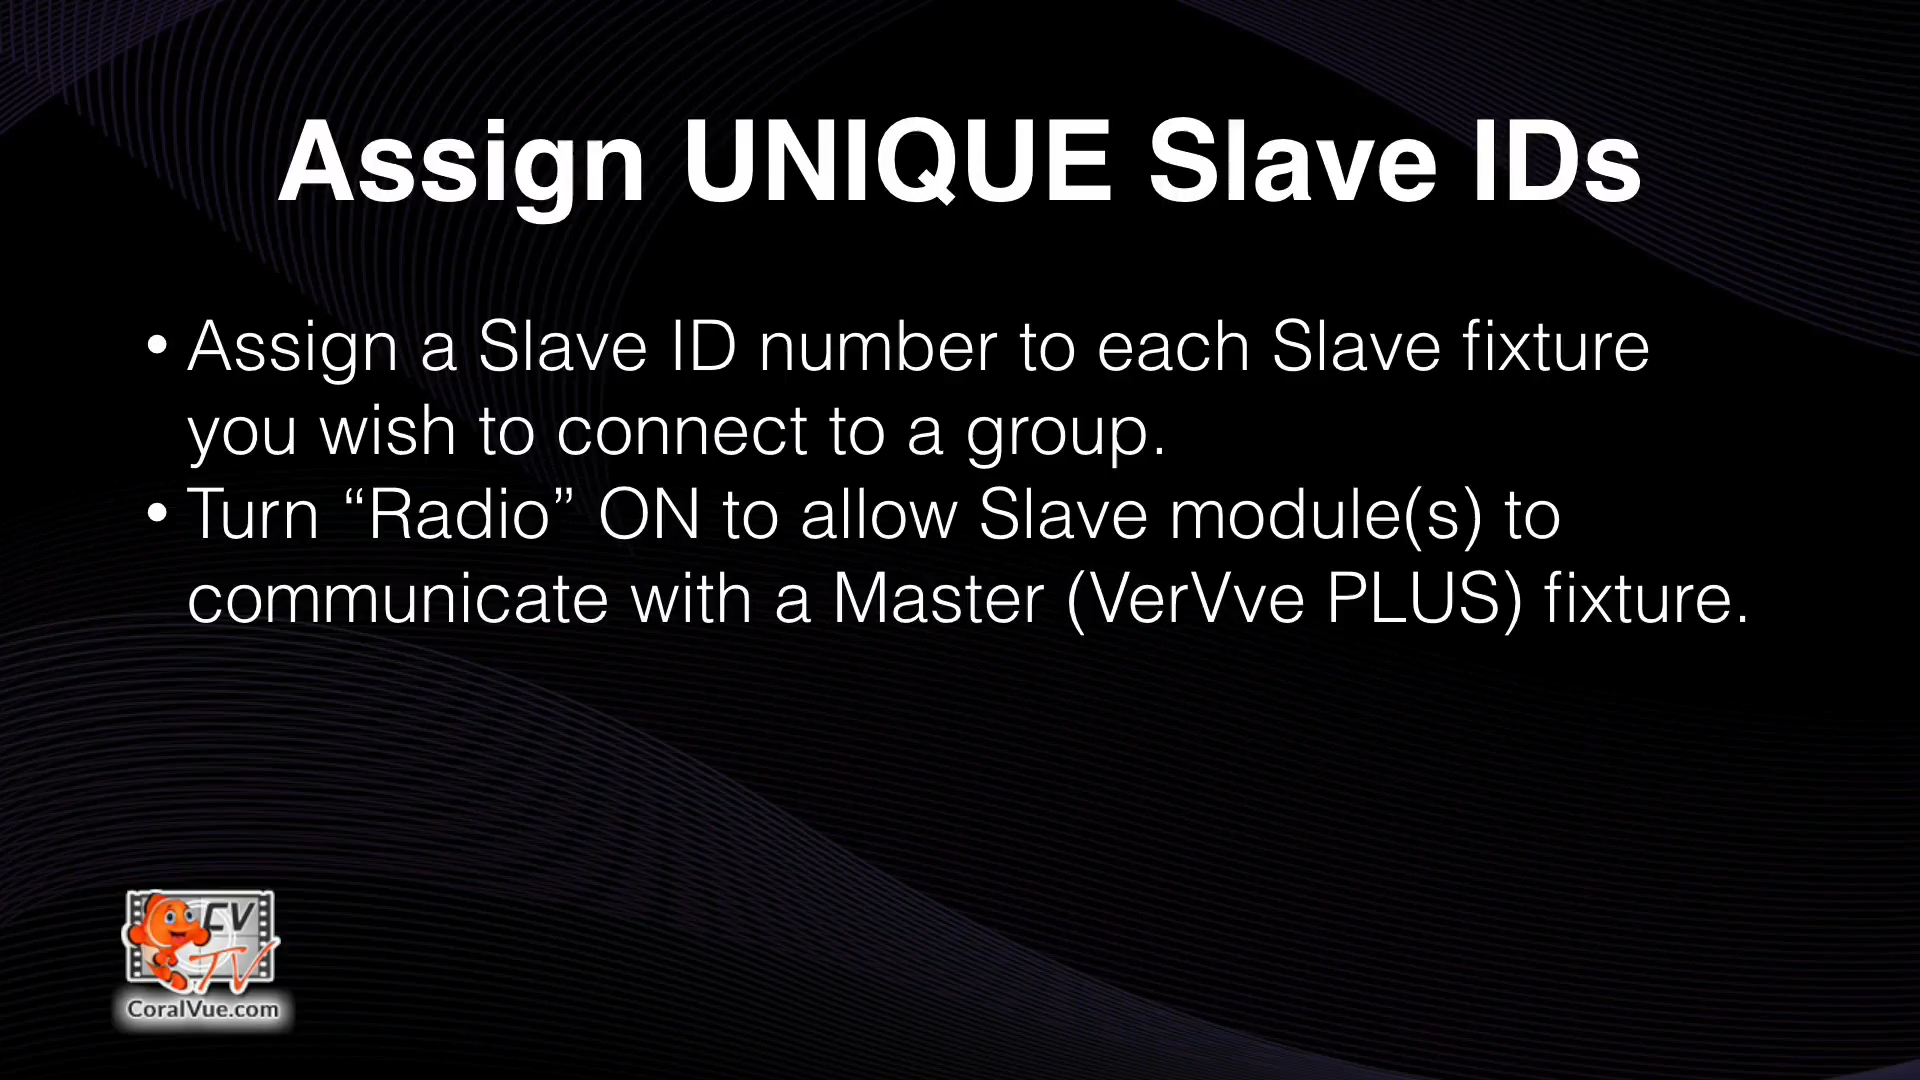 Assign UNIQUE Slave IDs
• Assign a Slave ID number to each Slave fixture
you wish to connect to a group.
• Turn “Radio” ON to allow Slave module(s) to
communicate with a Master (VerVve PLUS) fixture.
CV
TV
CoralVue.com